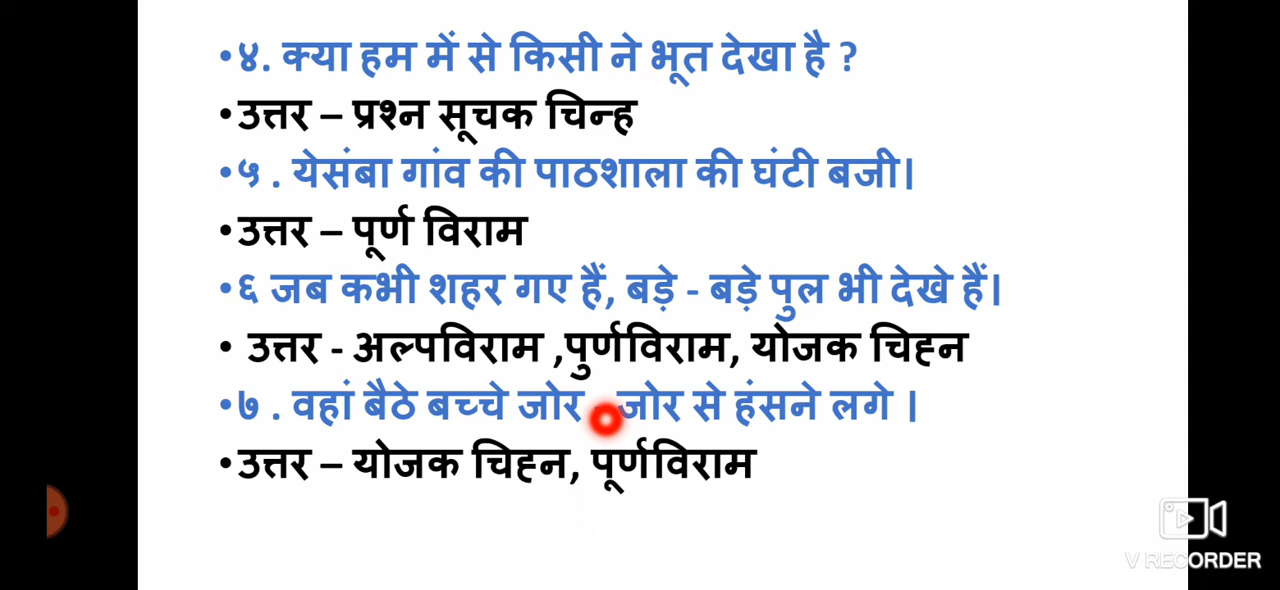 •४. क्या हम में से किसी ने भूत देखा है ?
•उत्तर – प्रश्न सूचक चिन्ह
•५ . येसंबा गांव की पाठशाला की घंटी बजी।
•उत्तर – पूर्ण विराम
•६ जब कभी शहर गए हैं, बड़े - बड़े पुल भी देखे हैं।
• उत्तर - अल्पविराम ,पुर्णविराम, योजक चिह्न
•७ . वहां बैठे बच्चे जोर - जोर से हंसने लगे ।
•उत्तर – योजक चिह्न, पूर्णविराम
V RECORDER